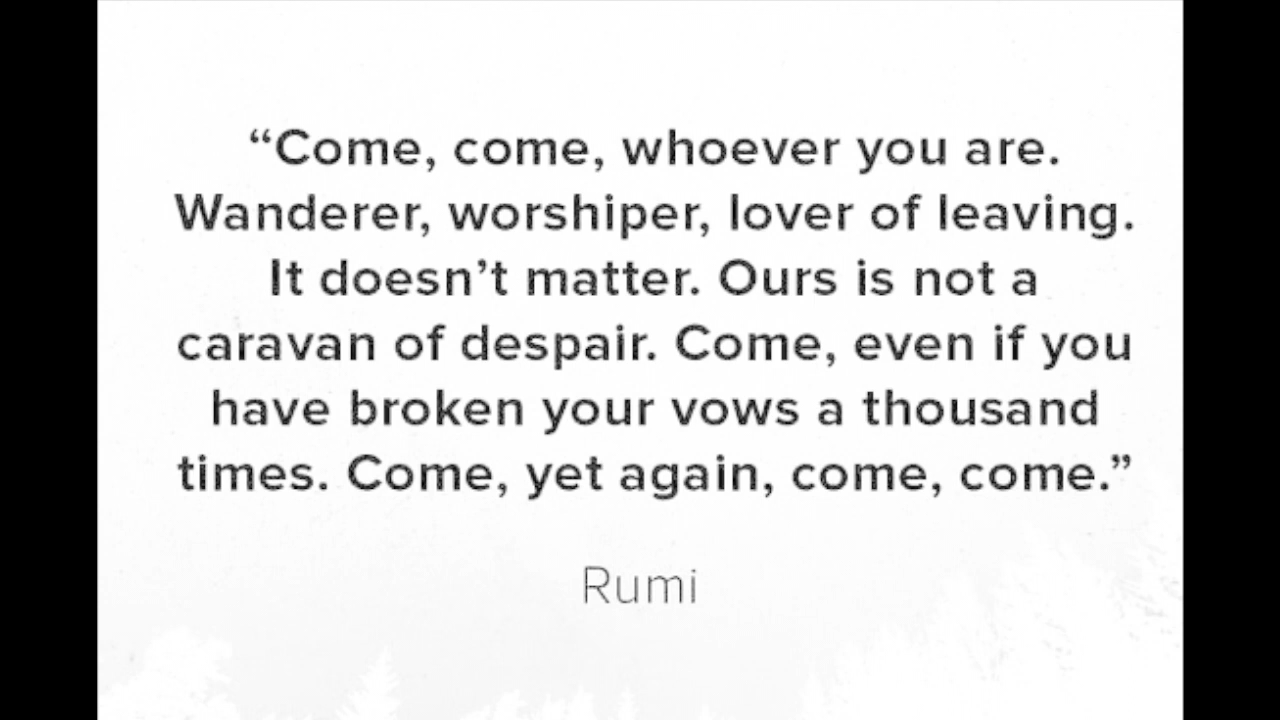 “Come, come, whoever you are.
Wanderer, worshiper, lover of leaving.
It doesn’t matter. Ours is not a
caravan of despair. Come, even if you
have broken your vows a thousand
times. Come, yet again, come, come.”
Rumi